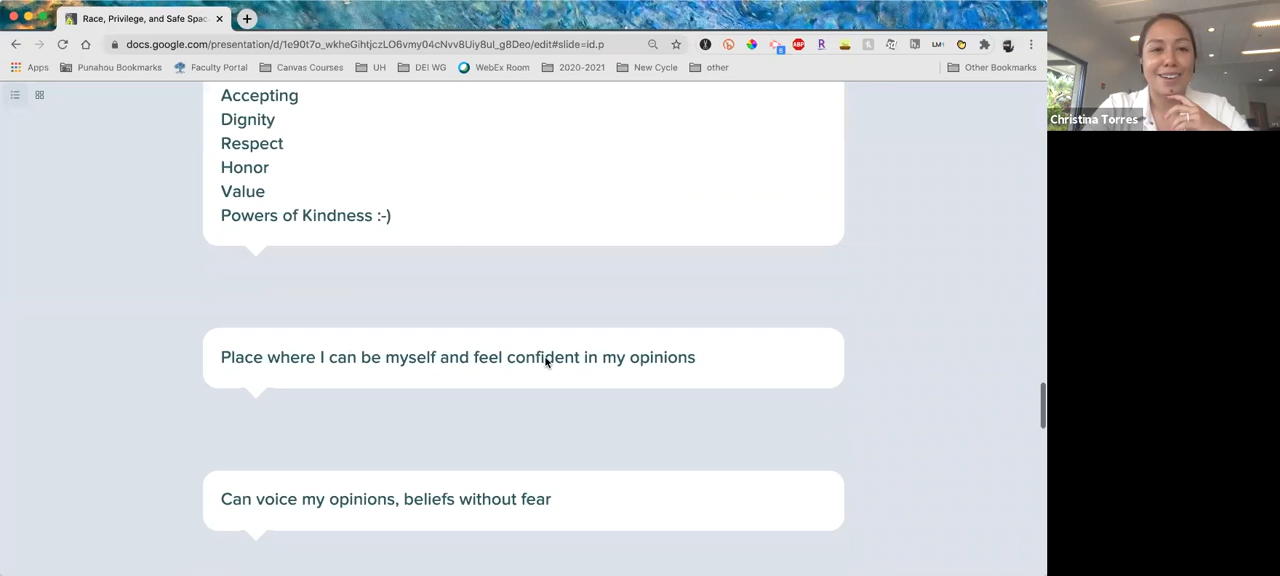 Race, Privilege, and Safe Spac
docs.google.com/presentation/d/1e90t7o_wkheGihtjczLO6vmy04cNvv8Uiy8ul_g8Deo/edit#slide=id.p
Apps Punahou Bookmarks Faculty Portal Canvas Courses UH DEI WG WebEx Room 2020-2021 New Cycle other Other Bookmarks
Christina Torres
Accepting
Dignity
Respect
Honor
Value
Powers of Kindness :-)
Place where I can be myself and feel confident in my opinions
Can voice my opinions, beliefs without fear